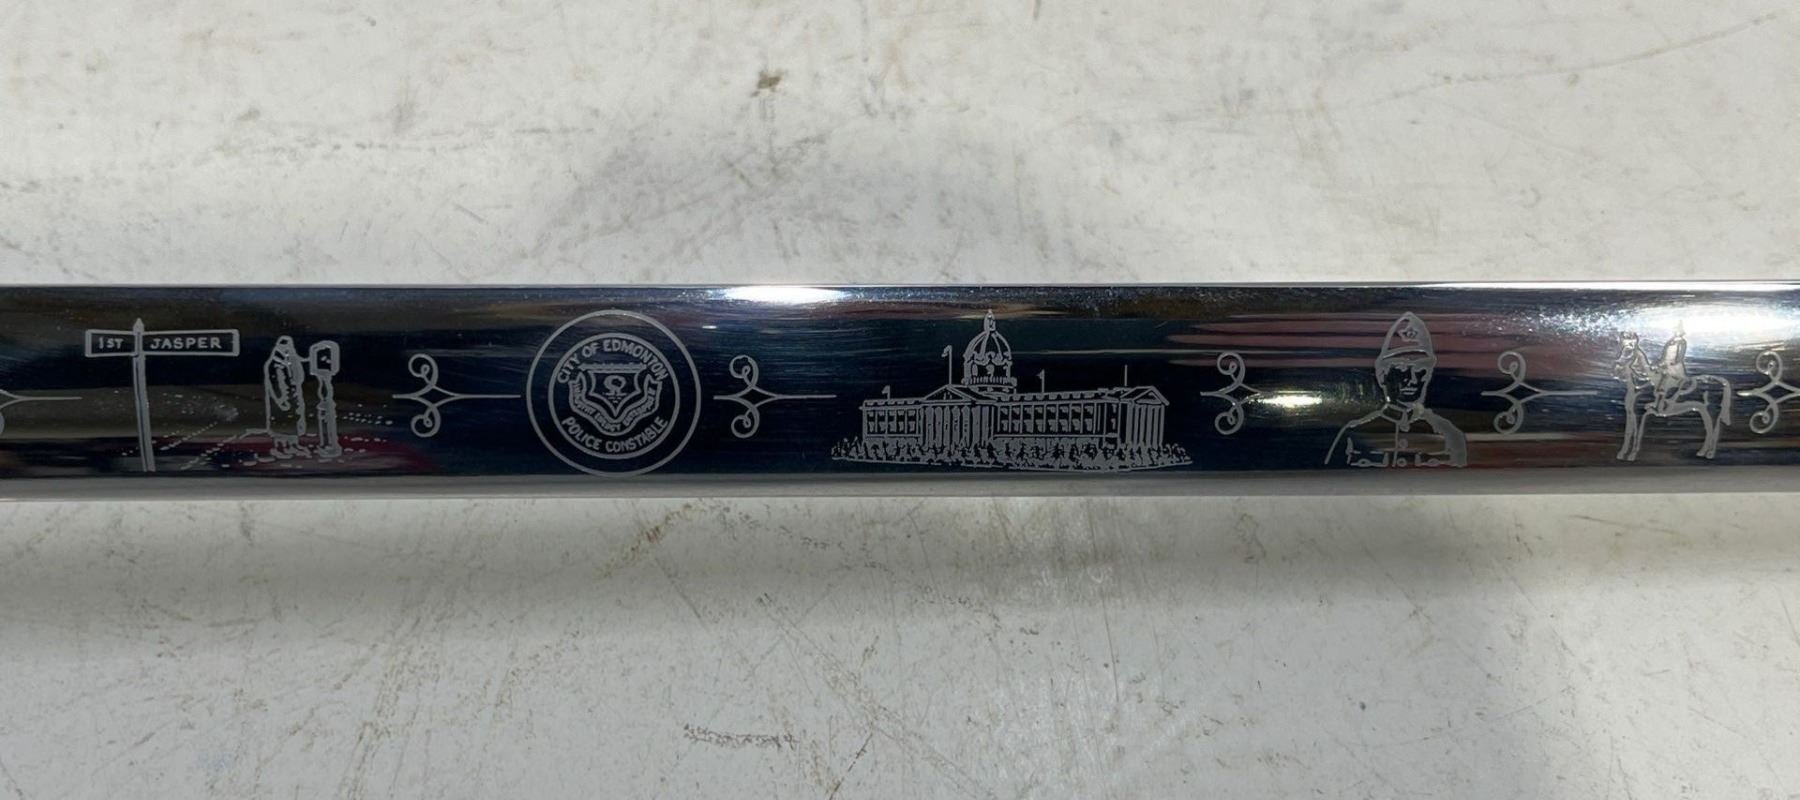 1ST JASPER
CITY OF EDMONTON
POLICE CONSTABLE